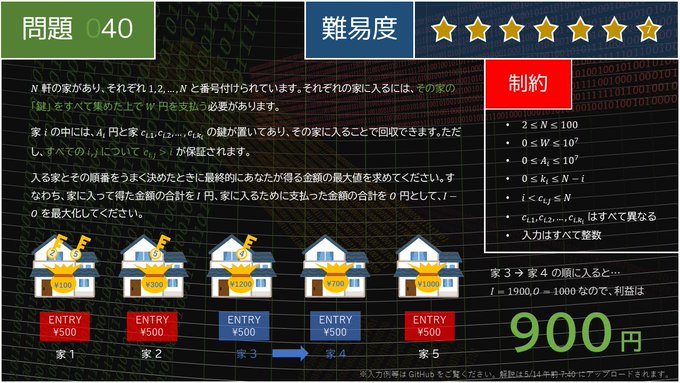 問題 040
難易度
7
N 軒の家があり、それぞれ 1, 2, ..., N と番号付けられています。それぞれの家に入るには、その家の
「鍵」をすべて集めた上で W 円を支払う必要があります。
家 i の中には、A_i 円と家 c_{i,1}, c_{i,2}, ..., c_{i,k_i} の鍵が置いてあり、その家に入ることで回収できます。ただ
し、すべての i, j について c_{i,j} > i が保証されます。
入る家とその順番をうまく決めたときに最終的にあなたが得る金額の最大値を求めてください。す
なわち、家に入って得た金額の合計を I 円、家に入るために支払った金額の合計を O 円として、I −
O を最大化してください。
制約
• 2 ≤ N ≤ 100
• 0 ≤ W ≤ 10^7
• 0 ≤ A_i ≤ 10^7
• 0 ≤ k_i ≤ N − i
• i < c_{i,j} ≤ N
• c_{i,1}, c_{i,2}, ..., c_{i,k_i} はすべて異なる
• 入力はすべて整数
2 5 5 4
¥100 ¥300 ¥1200 ¥700 ¥1000
ENTRY ENTRY ENTRY ENTRY ENTRY
¥500 ¥500 ¥500 ¥500 ¥500
家 1 家 2 家 3 家 4 家 5
家 3 → 家 4 の順に入ると…
I = 1900, O = 1000 なので、利益は
900 円
※入力例等は GitHub をご覧ください。解説は 5/14 午前 7:40 にアップロードされます。